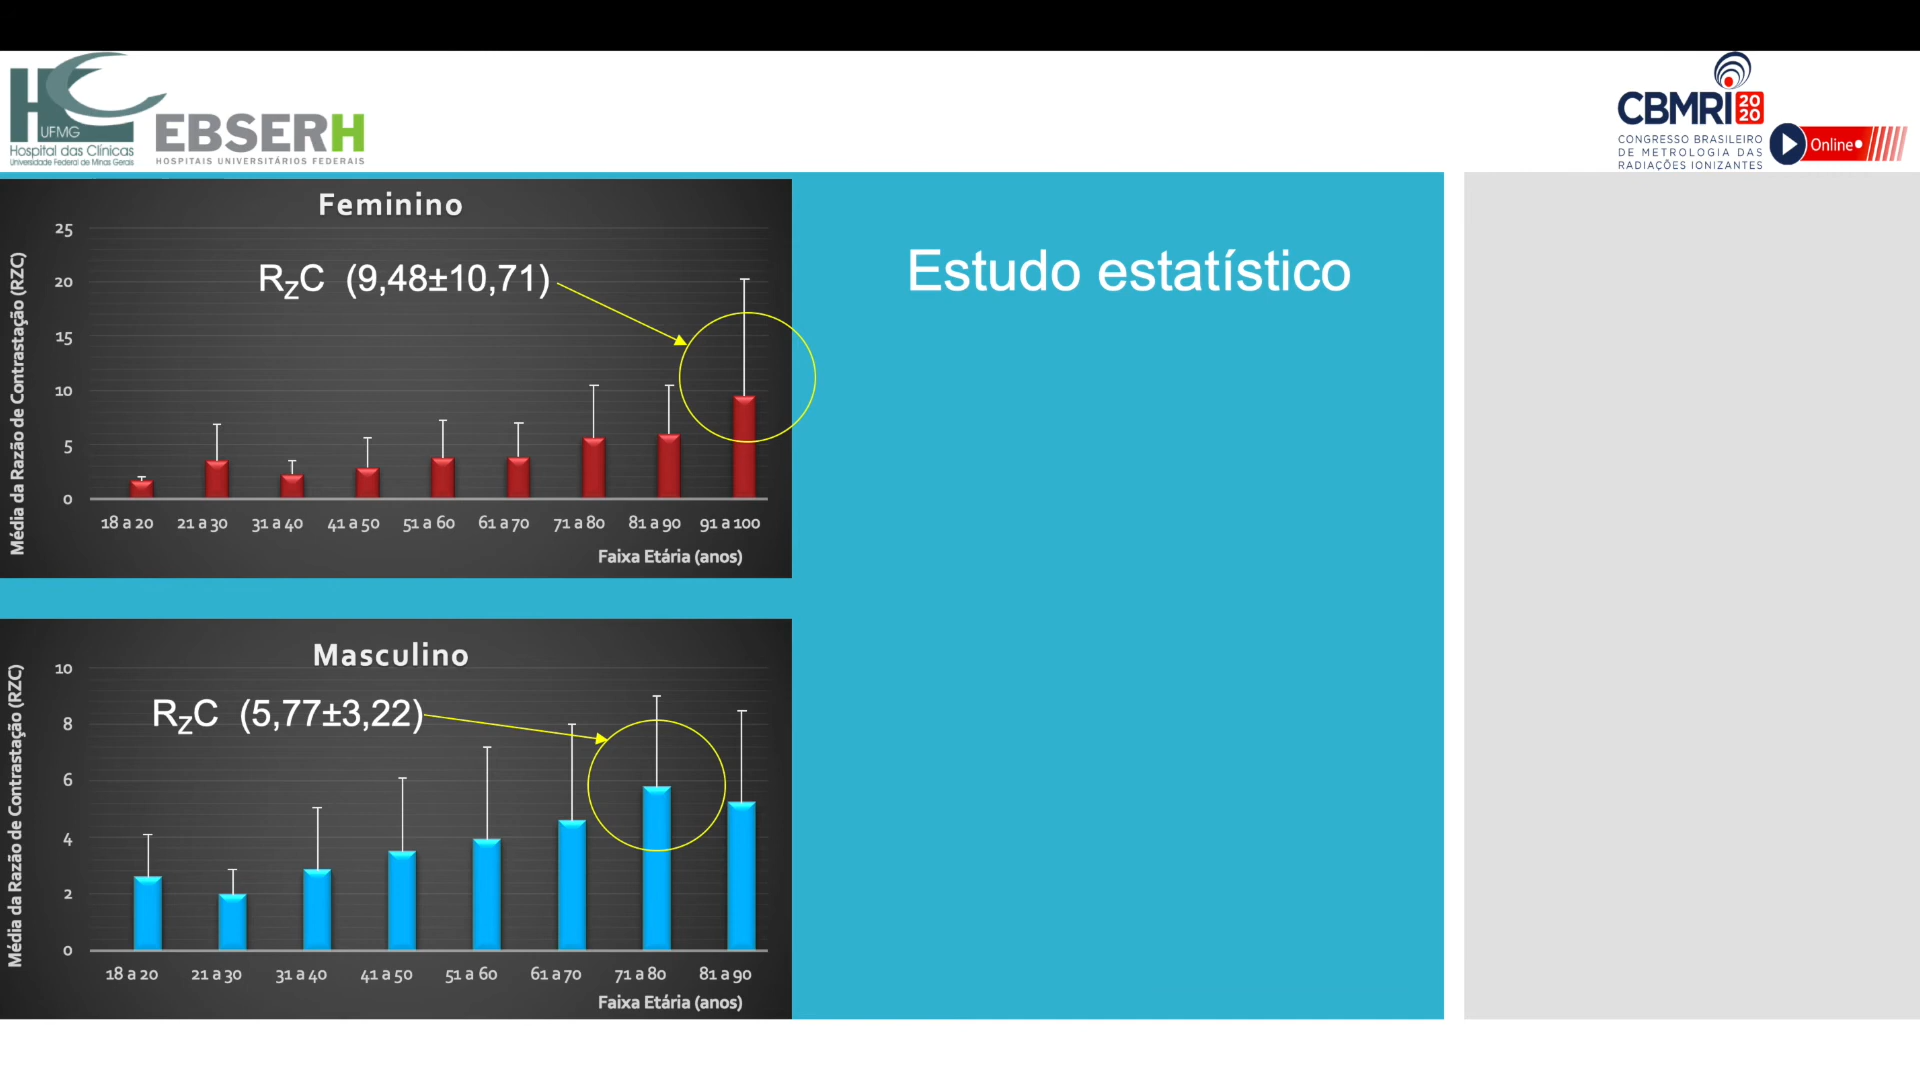 UFMG
Hospital das Clínicas
Universidade Federal de Minas Gerais
EBSERH
HOSPITAIS UNIVERSITÁRIOS FEDERAIS
CBMRI 2020
CONGRESSO BRASILEIRO
DE METROLOGIA DAS
RADIAÇÕES IONIZANTES
Online
Feminino
Média da Razão de Contrastação (RZC)
25
20
15
10
5
0
RZC (9,48±10,71)
18 a 20 21 a 30 31 a 40 41 a 50 51 a 60 61 a 70 71 a 80 81 a 90 91 a 100
Faixa Etária (anos)
Estudo estatístico
Masculino
Média da Razão de Contrastação (RZC)
10
8
6
4
2
0
RZC (5,77±3,22)
18 a 20 21 a 30 31 a 40 41 a 50 51 a 60 61 a 70 71 a 80 81 a 90
Faixa Etária (anos)